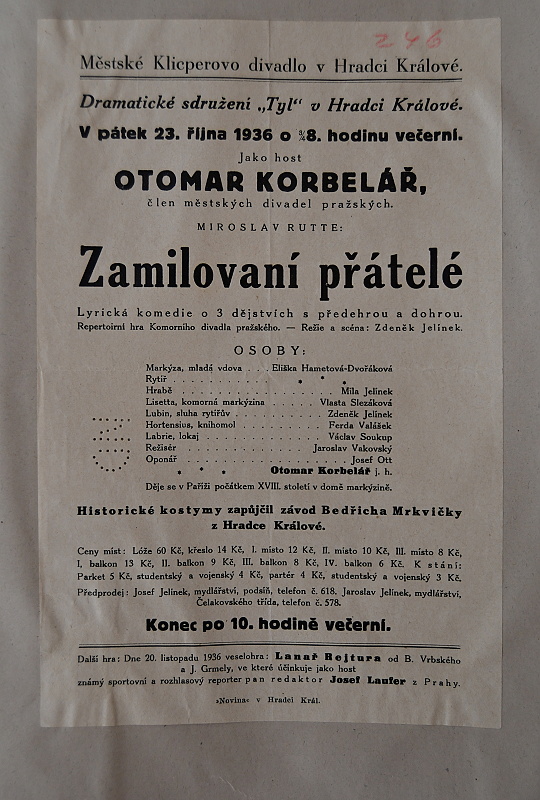 246
Městské Klicperovo divadlo v Hradci Králové.
Dramatické sdružení „Tyl“ v Hradci Králové.
V pátek 23. října 1936 o ¾8. hodinu večerní.
Jako host
OTOMAR KORBELÁŘ,
člen městských divadel pražských.
MIROSLAV RUTTE:
Zamilovaní přátelé
Lyrická komedie o 3 dějstvích s předehrou a dohrou.
Repertoirní hra Komorního divadla pražského. — Režie a scéna: Zdeněk Jelínek.
OSOBY:
Markýza, mladá vdova . . . Eliška Hametová-Dvořáková
Rytíř . . . . . . . . . . . * * *
Hrabě . . . . . . . . . . . . . . . . . Míla Jelínek
Lisetta, komorná markýzina . . . . . Vlasta Slezáková
Lubin, sluha rytířův . . . . . . . . . Zdeněk Jelínek
Hortensius, knihomol . . . . . . . . Ferda Valášek
Labrie, lokaj . . . . . . . . . . . . Václav Soukup
Režisér . . . . . . . . . . . . . Jaroslav Vakovský
Oponář . . . . . . . . . . . . . . . . Josef Ott
* * * Otomar Korbelář j. h.
Děje se v Paříži počátkem XVIII. století v domě markýzině.
Historické kostymy zapůjčil závod Bedřicha Mrkvičky
z Hradce Králové.
Ceny míst: Lóže 60 Kč, křeslo 14 Kč, I. místo 12 Kč, II. místo 10 Kč, III. místo 8 Kč,
I, balkon 13 Kč, II. balkon 9 Kč, III. balkon 8 Kč, IV. balkon 6 Kč. K stání:
Parket 5 Kč, studentský a vojenský 4 Kč, partér 4 Kč, studentský a vojenský 3 Kč.
Předprodej: Josef Jelínek, mydlářství, podsíň, telefon č. 618. Jaroslav Jelínek, mydlářství,
Čelakovského třída, telefon č. 578.
Konec po 10. hodině večerní.
Další hra: Dne 20. listopadu 1936 veselohra: Lanař Rejtura od B. Vrbského
a J. Grmely, ve které účinkuje jako host
známý sportovní a rozhlasový reporter pan redaktor Josef Laufer z Prahy.
»Novina« v Hradci Král.